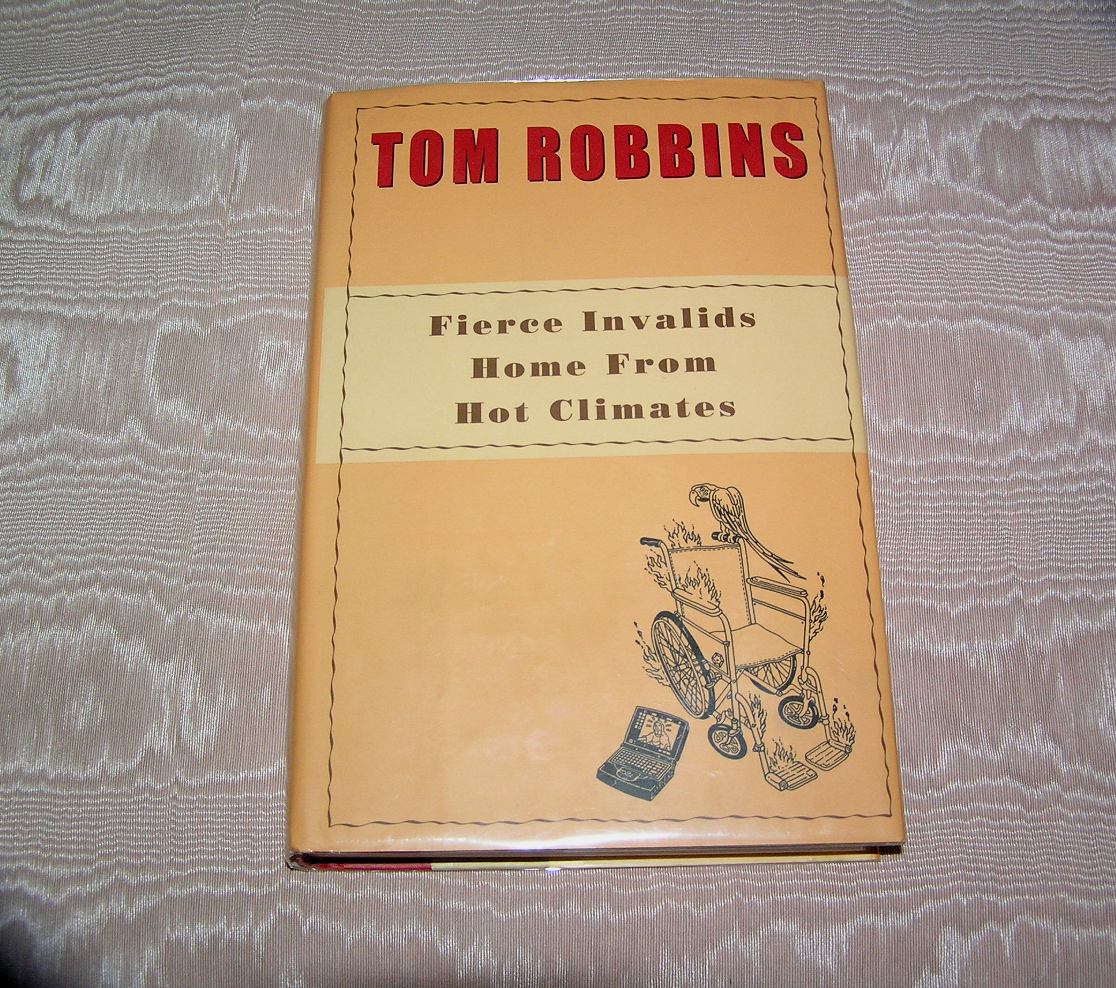 TOM ROBBINS
Fierce Invalids
Home From
Hot Climates